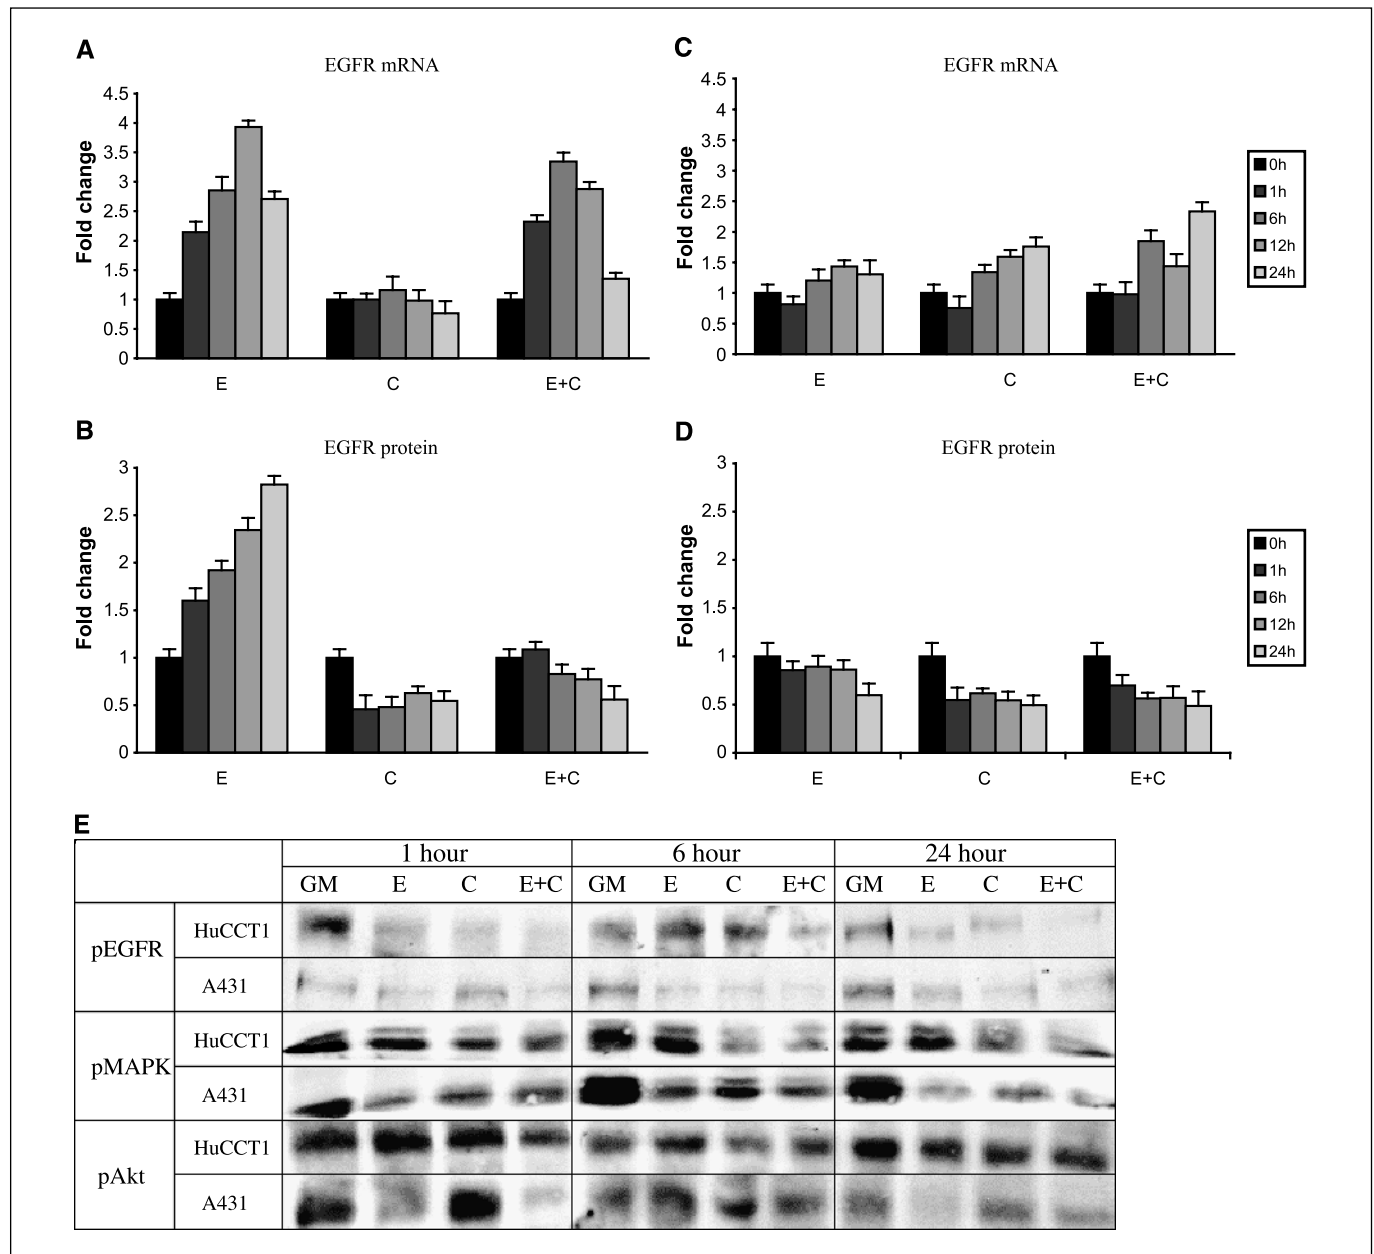 A
EGFR mRNA
Fold change
4.5
4
3.5
3
2.5
2
1.5
1
0.5
0
E
C
E+C
C
EGFR mRNA
Fold change
4.5
4
3.5
3
2.5
2
1.5
1
0.5
0
E
C
E+C
0h
1h
6h
12h
24h
B
EGFR protein
Fold change
3
2.5
2
1.5
1
0.5
0
E
C
E+C
D
EGFR protein
Fold change
3
2.5
2
1.5
1
0.5
0
E
C
E+C
0h
1h
6h
12h
24h
E
1 hour 6 hour 24 hour
GM E C E+C GM E C E+C GM E C E+C
pEGFR
HuCCT1
A431
pMAPK
HuCCT1
A431
pAkt
HuCCT1
A431